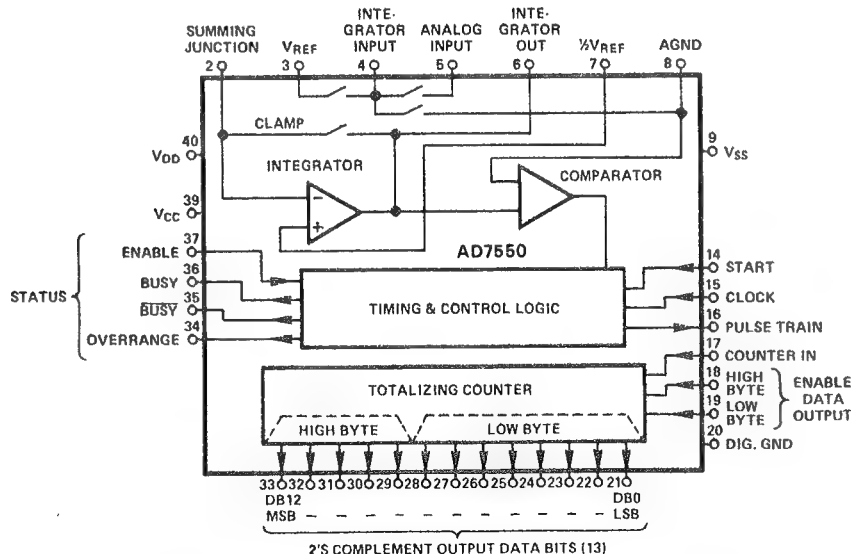 SUMMING JUNCTION
2
VREF
3
INTE-
GRATOR
INPUT
4
ANALOG
INPUT
5
INTE-
GRATOR
OUT
6
½VREF
7
AGND
8
CLAMP
40
VDD
INTEGRATOR
COMPARATOR
9
VSS
39
VCC
−
+
AD7550
37
ENABLE
36
BUSY
STATUS
35
BUSY
34
OVERRANGE
TIMING & CONTROL LOGIC
14
START
15
CLOCK
16
PULSE TRAIN
17
COUNTER IN
18
HIGH
BYTE
19
LOW
BYTE
ENABLE
DATA
OUTPUT
20
DIG. GND
TOTALIZING COUNTER
HIGH BYTE
LOW BYTE
33 32 31 30 29 28 27 26 25 24 23 22 21
DB12 DB0
MSB – – – – – – – – – – – LSB
2'S COMPLEMENT OUTPUT DATA BITS (13)